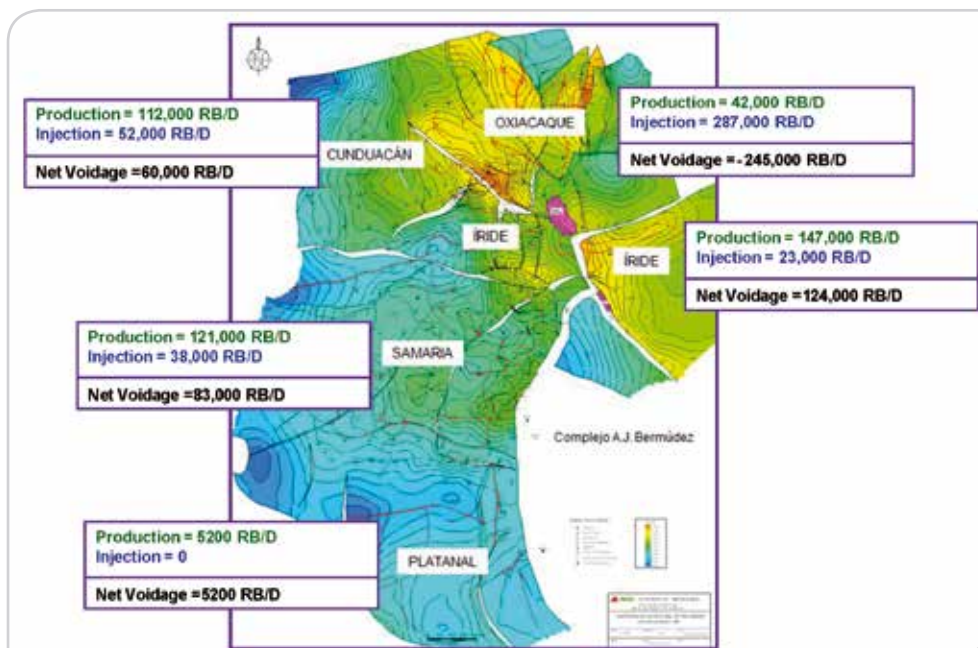 Production = 112,000 RB/D
Injection = 52,000 RB/D
Net Voidage =60,000 RB/D
CUNDUACÁN
OXIACAQUE
Production = 42,000 RB/D
Injection = 287,000 RB/D
Net Voidage =-245,000 RB/D
ÍRIDE
ÍRIDE
Production = 147,000 RB/D
Injection = 23,000 RB/D
Net Voidage =124,000 RB/D
Production = 121,000 RB/D
Injection = 38,000 RB/D
Net Voidage =83,000 RB/D
SAMARIA
Complejo A.J. Bermúdez
Production = 5200 RB/D
Injection = 0
Net Voidage =5200 RB/D
PLATANAL